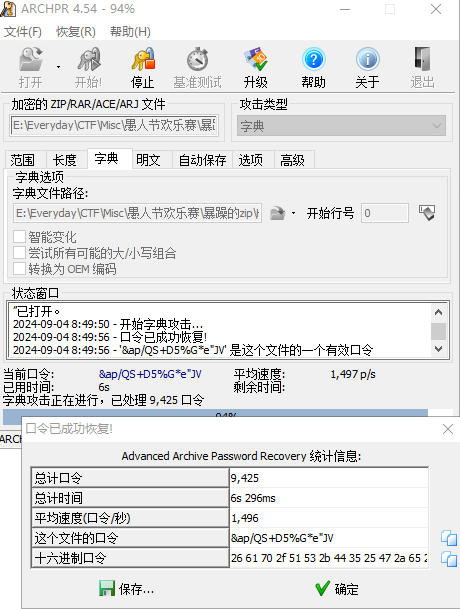 ARCHPR 4.54 - 94%
文件(F) 恢复(R) 帮助(H)
打开 开始! 停止 基准测试 升级 帮助 关于 退出
加密的 ZIP/RAR/ACE/ARJ 文件 攻击类型
E:\Everyday\CTF\Misc\愚人节欢乐赛\暴 字典
范围 长度 字典 明文 自动保存 选项 高级
字典选项
字典文件路径:
E:\Everyday\CTF\Misc\愚人节欢乐赛\暴躁的zip\ 开始行号 0
智能变化
尝试所有可能的大/小写组合
转换为 OEM 编码
状态窗口
"已打开。
2024-09-04 8:49:50 - 开始字典攻击...
2024-09-04 8:49:56 - 口令已成功恢复!
2024-09-04 8:49:56 - '&ap/QS+D5%G*e"JV' 是这个文件的一个有效口令
当前口令: &ap/QS+D5%G*e"JV 平均速度: 1,497 p/s
已用时间: 6s 剩余时间:
字典攻击正在进行，已处理 9,425 口令
94%
ARCH
口令已成功恢复!
Advanced Archive Password Recovery 统计信息:
总计口令 9,425
总计时间 6s 296ms
平均速度(口令/秒) 1,496
这个文件的口令 &ap/QS+D5%G*e"JV
十六进制口令 26 61 70 2f 51 53 2b 44 35 25 47 2a 65 2
保存... 确定